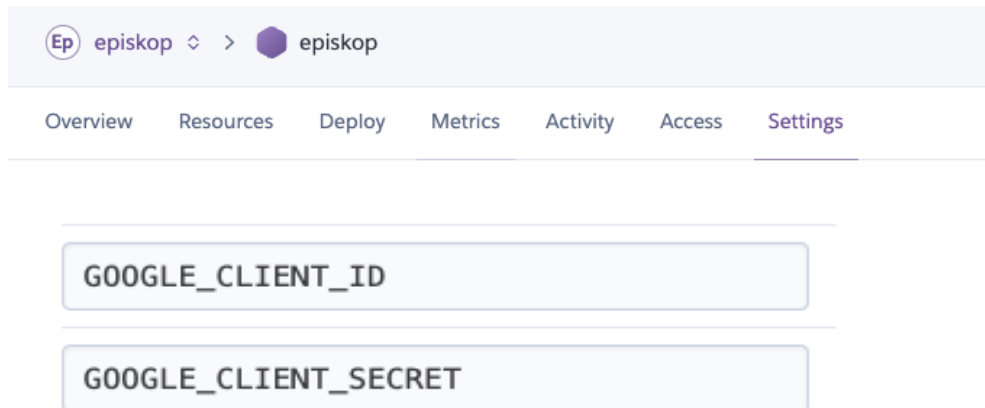 Ep episkop > episkop
Overview Resources Deploy Metrics Activity Access Settings
GOOGLE_CLIENT_ID
GOOGLE_CLIENT_SECRET